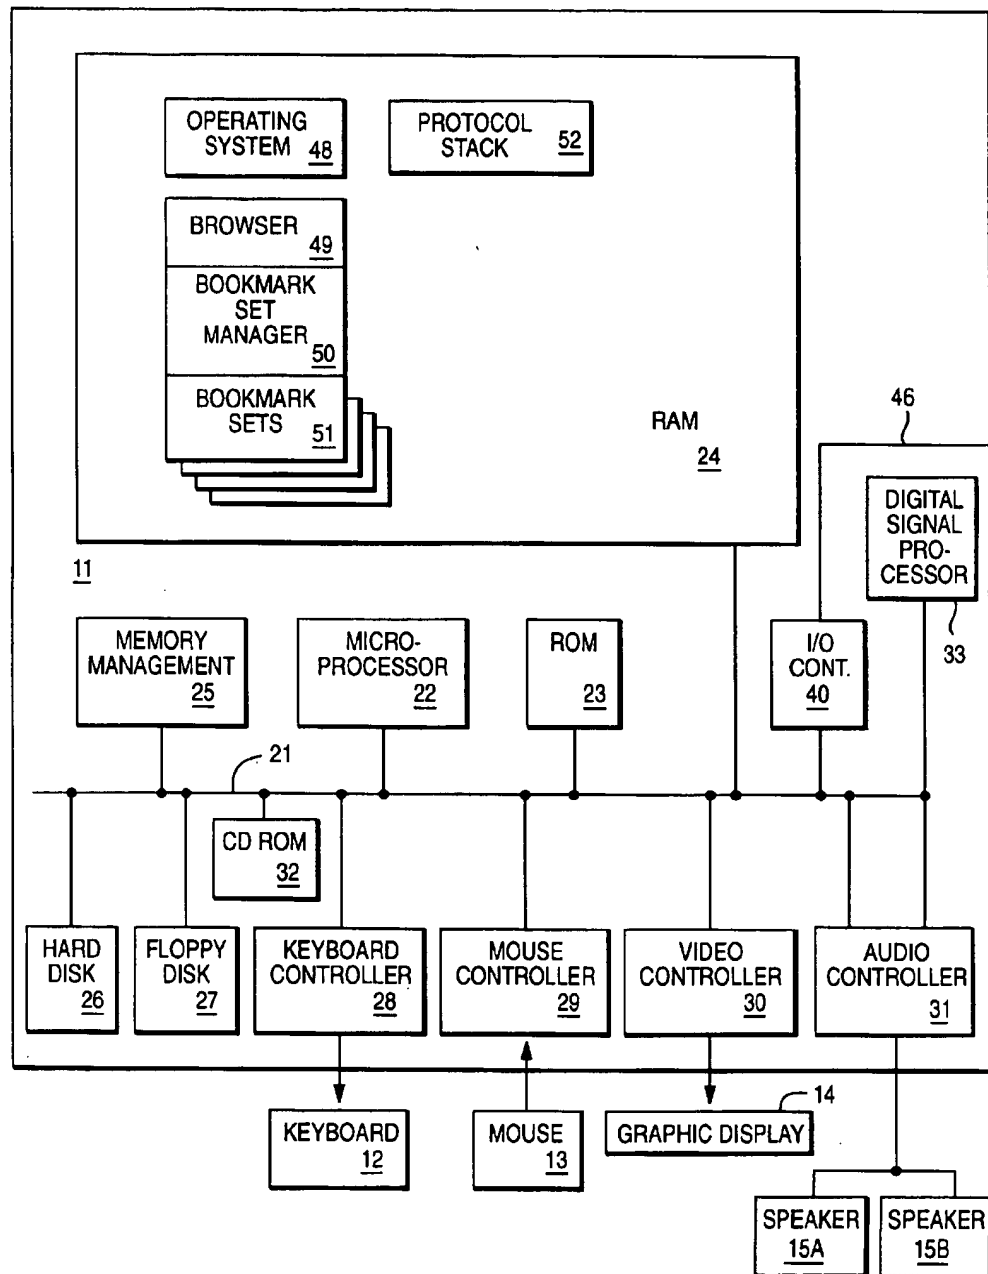 OPERATING
SYSTEM 48
PROTOCOL
STACK 52
BROWSER
49
BOOKMARK
SET
MANAGER
50
BOOKMARK
SETS
51
RAM
24
46
DIGITAL
SIGNAL
PRO-
CESSOR
33
11
MEMORY
MANAGEMENT
25
MICRO-
PROCESSOR
22
ROM
23
I/O
CONT.
40
21
CD ROM
32
HARD
DISK
26
FLOPPY
DISK
27
KEYBOARD
CONTROLLER
28
MOUSE
CONTROLLER
29
VIDEO
CONTROLLER
30
AUDIO
CONTROLLER
31
KEYBOARD
12
MOUSE
13
14
GRAPHIC DISPLAY
SPEAKER
15A
SPEAKER
15B